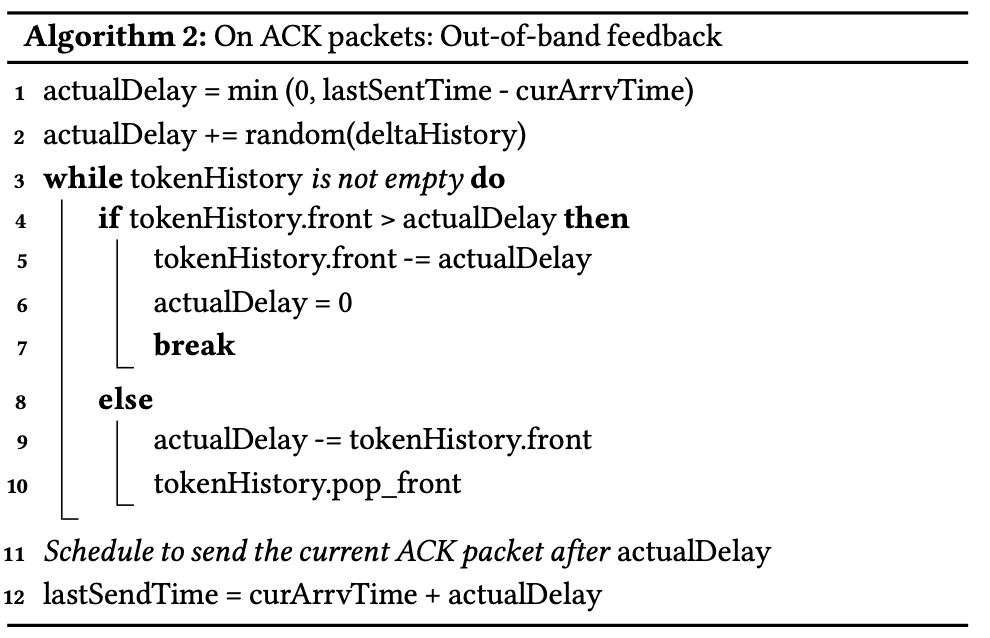 Algorithm 2: On ACK packets: Out-of-band feedback
1 actualDelay = min (0, lastSentTime - curArrvTime)
2 actualDelay += random(deltaHistory)
3 while tokenHistory is not empty do
4 if tokenHistory.front > actualDelay then
5 tokenHistory.front -= actualDelay
6 actualDelay = 0
7 break
8 else
9 actualDelay -= tokenHistory.front
10 tokenHistory.pop_front
11 Schedule to send the current ACK packet after actualDelay
12 lastSendTime = curArrvTime + actualDelay